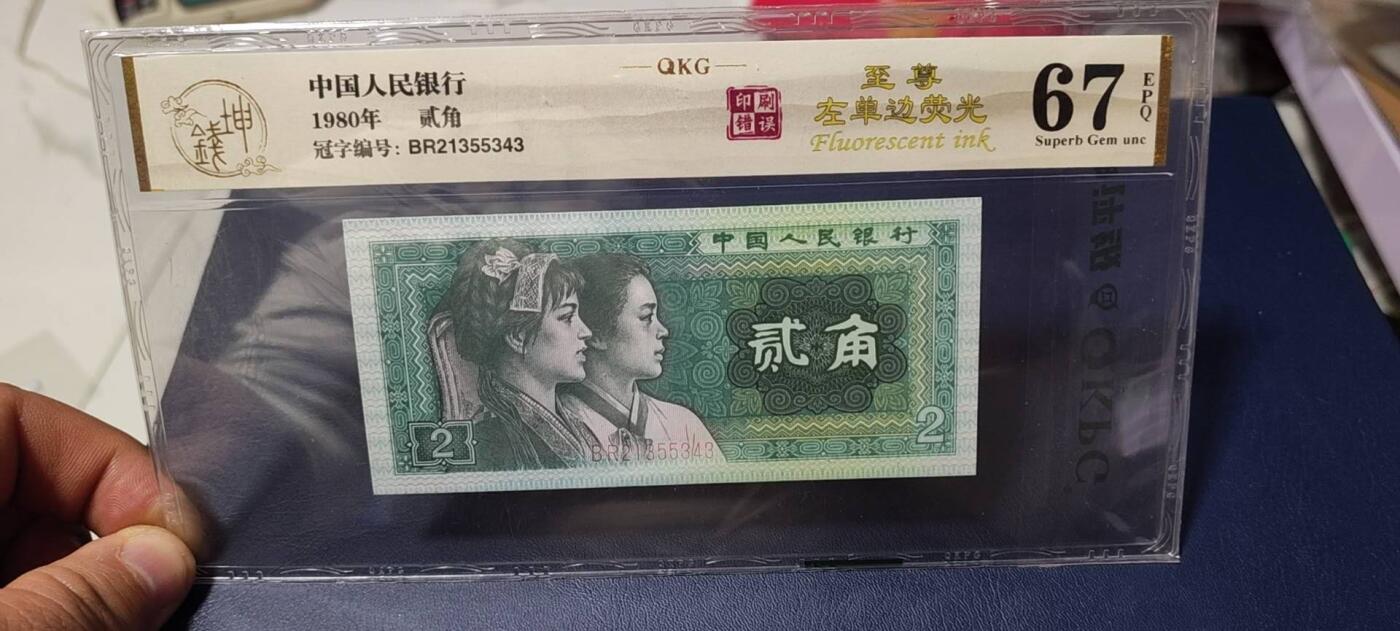 QKG
中国人民银行
1980年 贰角
冠字编号: BR21355343
坤
錢
印刷
错误
至尊
左单边荧光
Fluorescent ink
67
EPQ
Superb Gem unc
中国人民银行
贰角
2
2
BR21355343